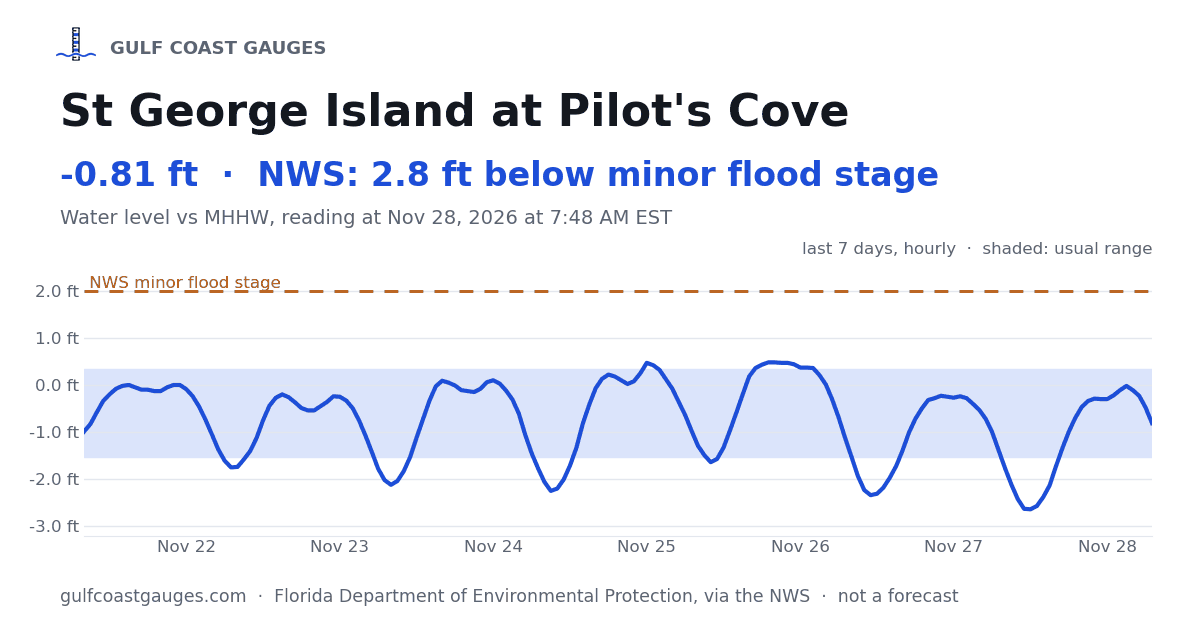 GULF COAST GAUGES
St George Island at Pilot's Cove
-0.81 ft · NWS: 2.8 ft below minor flood stage
Water level vs MHHW, reading at Nov 28, 2026 at 7:48 AM EST
last 7 days, hourly · shaded: usual range
NWS minor flood stage
2.0 ft
1.0 ft
0.0 ft
-1.0 ft
-2.0 ft
-3.0 ft
Nov 22 Nov 23 Nov 24 Nov 25 Nov 26 Nov 27 Nov 28
gulfcoastgauges.com · Florida Department of Environmental Protection, via the NWS · not a forecast